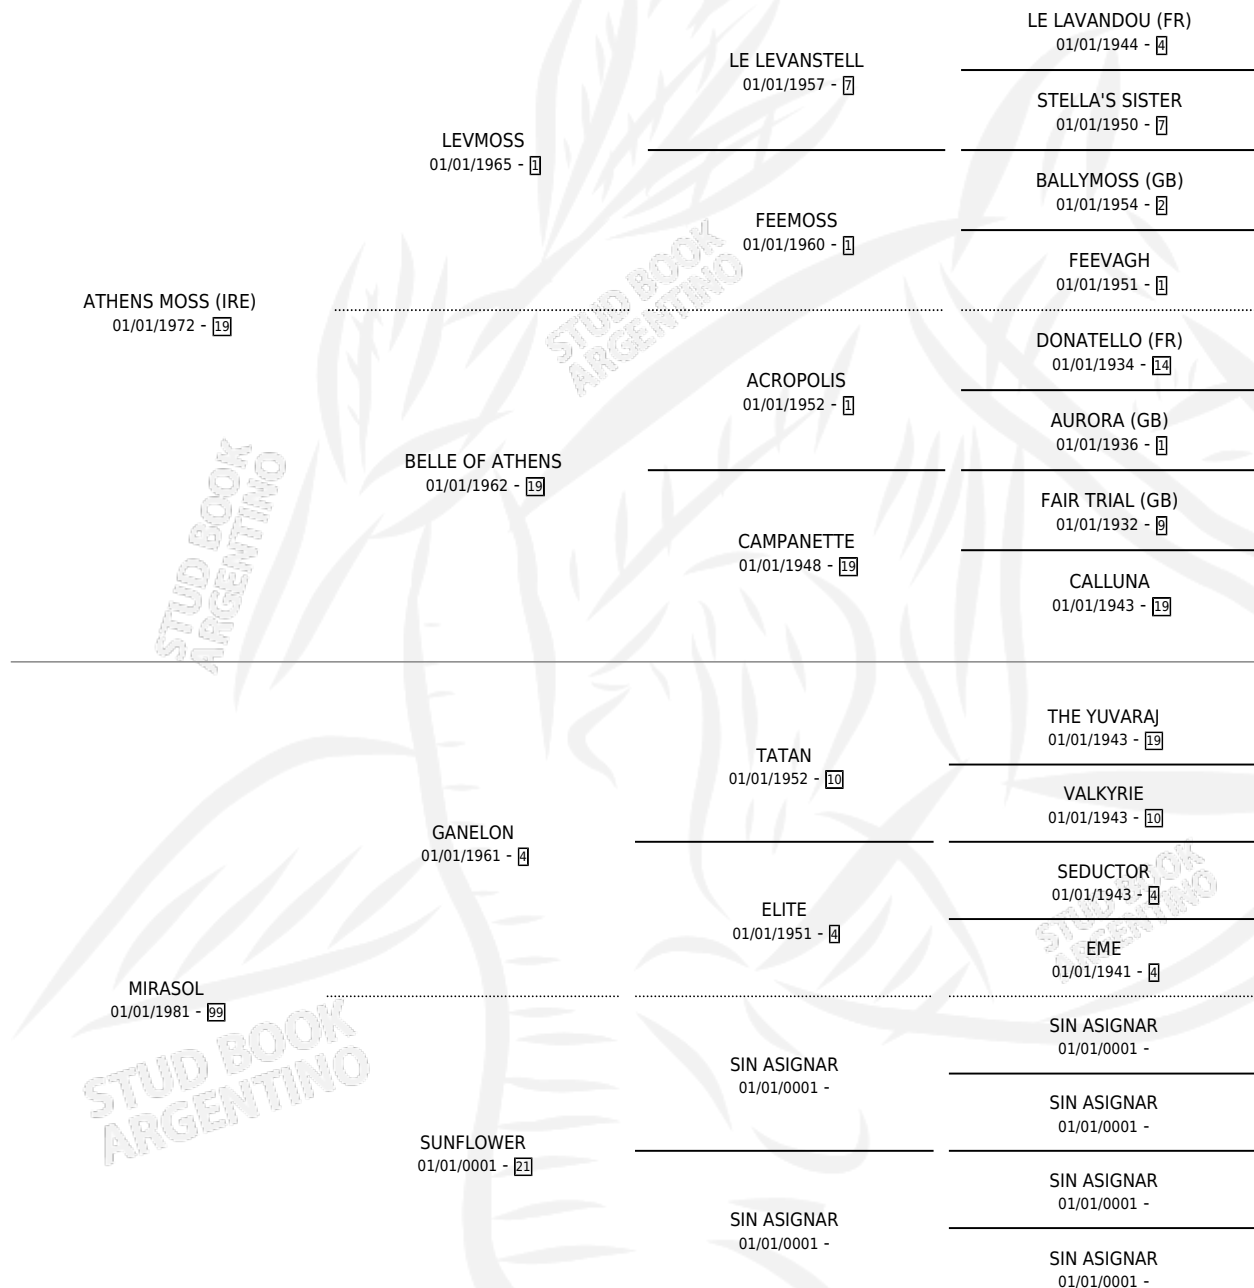 LE LAVANDOU (FR)
01/01/1944 - 4
LE LEVANSTELL
01/01/1957 - 7
STELLA'S SISTER
01/01/1950 - 7
LEVMOSS
01/01/1965 - 1
BALLYMOSS (GB)
01/01/1954 - 2
FEEMOSS
01/01/1960 - 1
FEEVAGH
01/01/1951 - 1
ATHENS MOSS (IRE)
01/01/1972 - 19
DONATELLO (FR)
01/01/1934 - 14
ACROPOLIS
01/01/1952 - 1
AURORA (GB)
01/01/1936 - 1
BELLE OF ATHENS
01/01/1962 - 19
FAIR TRIAL (GB)
01/01/1932 - 9
CAMPANETTE
01/01/1948 - 19
CALLUNA
01/01/1943 - 19
THE YUVARAJ
01/01/1943 - 19
TATAN
01/01/1952 - 10
VALKYRIE
01/01/1943 - 10
GANELON
01/01/1961 - 4
SEDUCTOR
01/01/1943 - 4
ELITE
01/01/1951 - 4
EME
01/01/1941 - 4
MIRASOL
01/01/1981 - 99
SIN ASIGNAR
01/01/0001 -
SIN ASIGNAR
01/01/0001 -
SIN ASIGNAR
01/01/0001 -
SUNFLOWER
01/01/0001 - 21
SIN ASIGNAR
01/01/0001 -
SIN ASIGNAR
01/01/0001 -
SIN ASIGNAR
01/01/0001 -
STUD BOOK
ARGENTINO
STUD BOOK
ARGENTINO
STUD BOOK
ARGENTINO
STUD BOOK
ARGENTINO